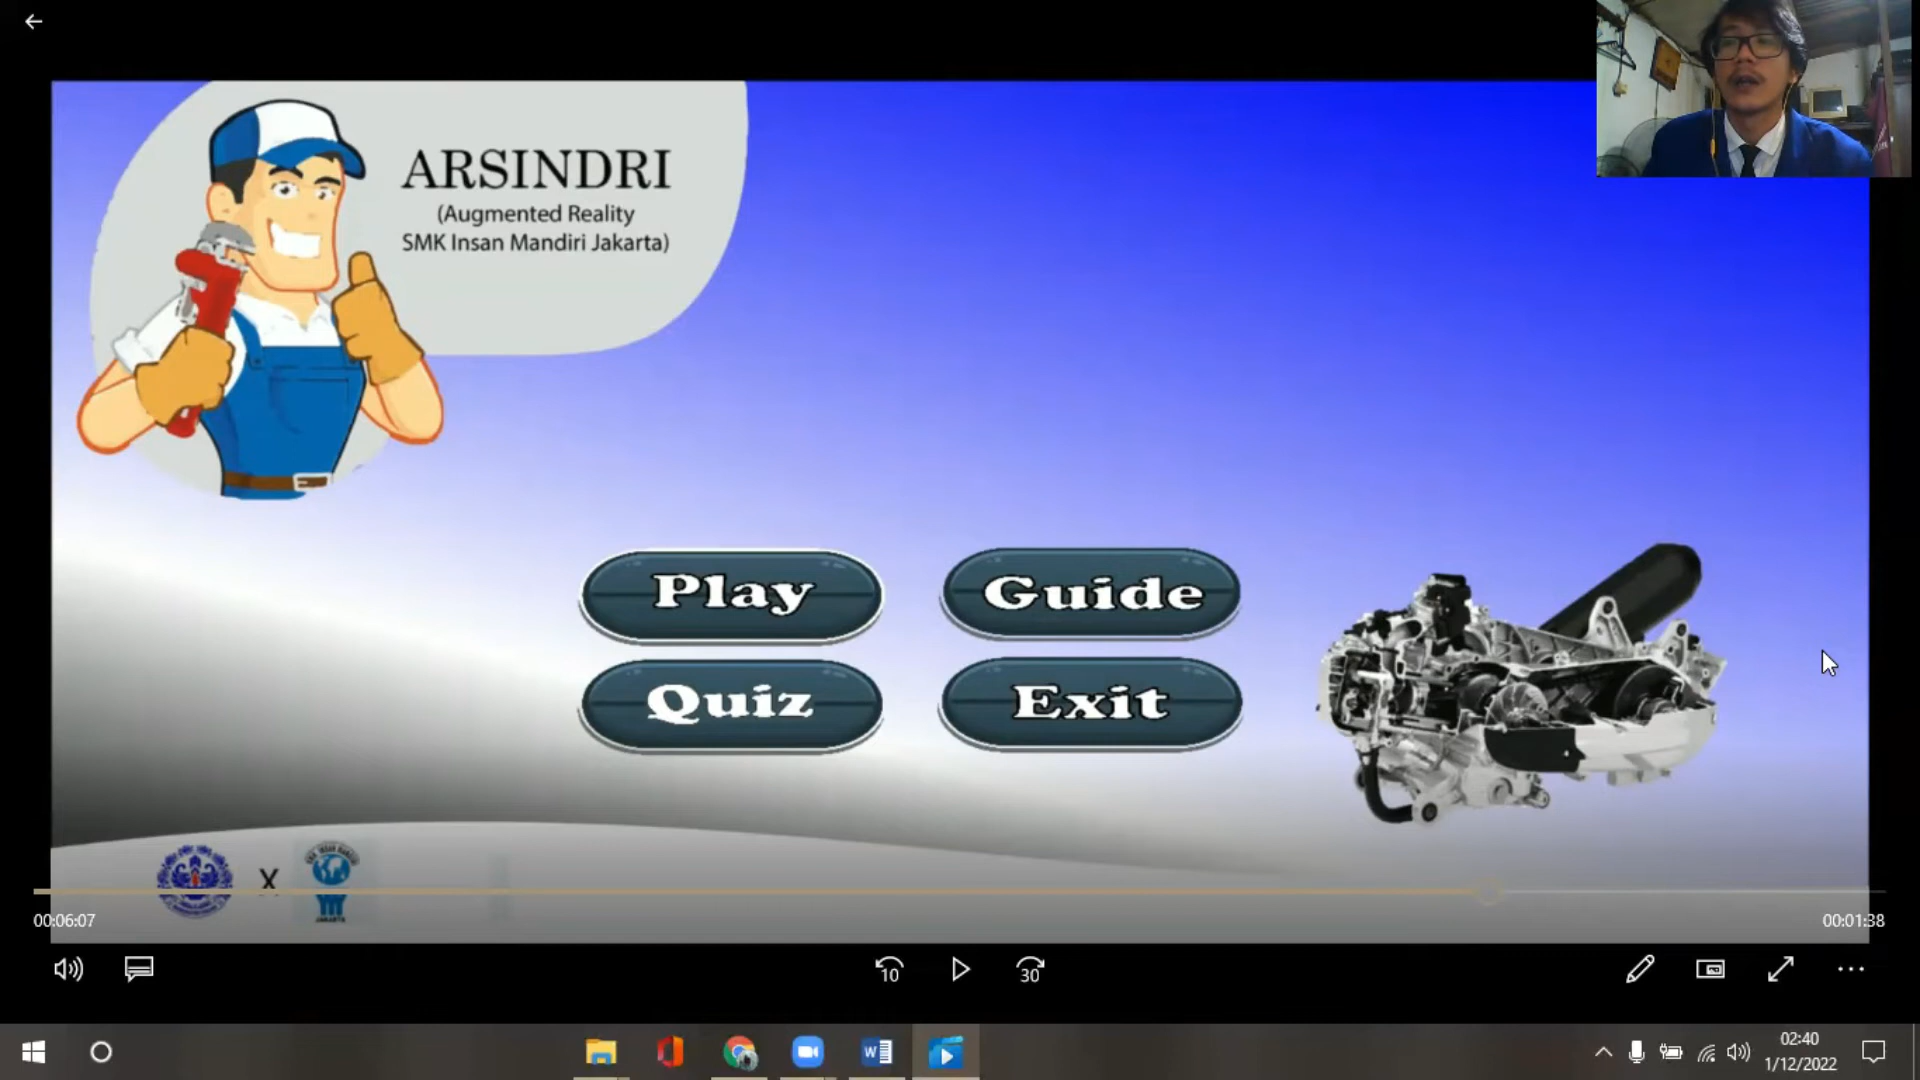 ARSINDRI
(Augmented Reality
SMK Insan Mandiri Jakarta)
Play
Guide
Quiz
Exit
X
JAKARTA
00:06:07
00:01:38
10
30
02:40
1/12/2022